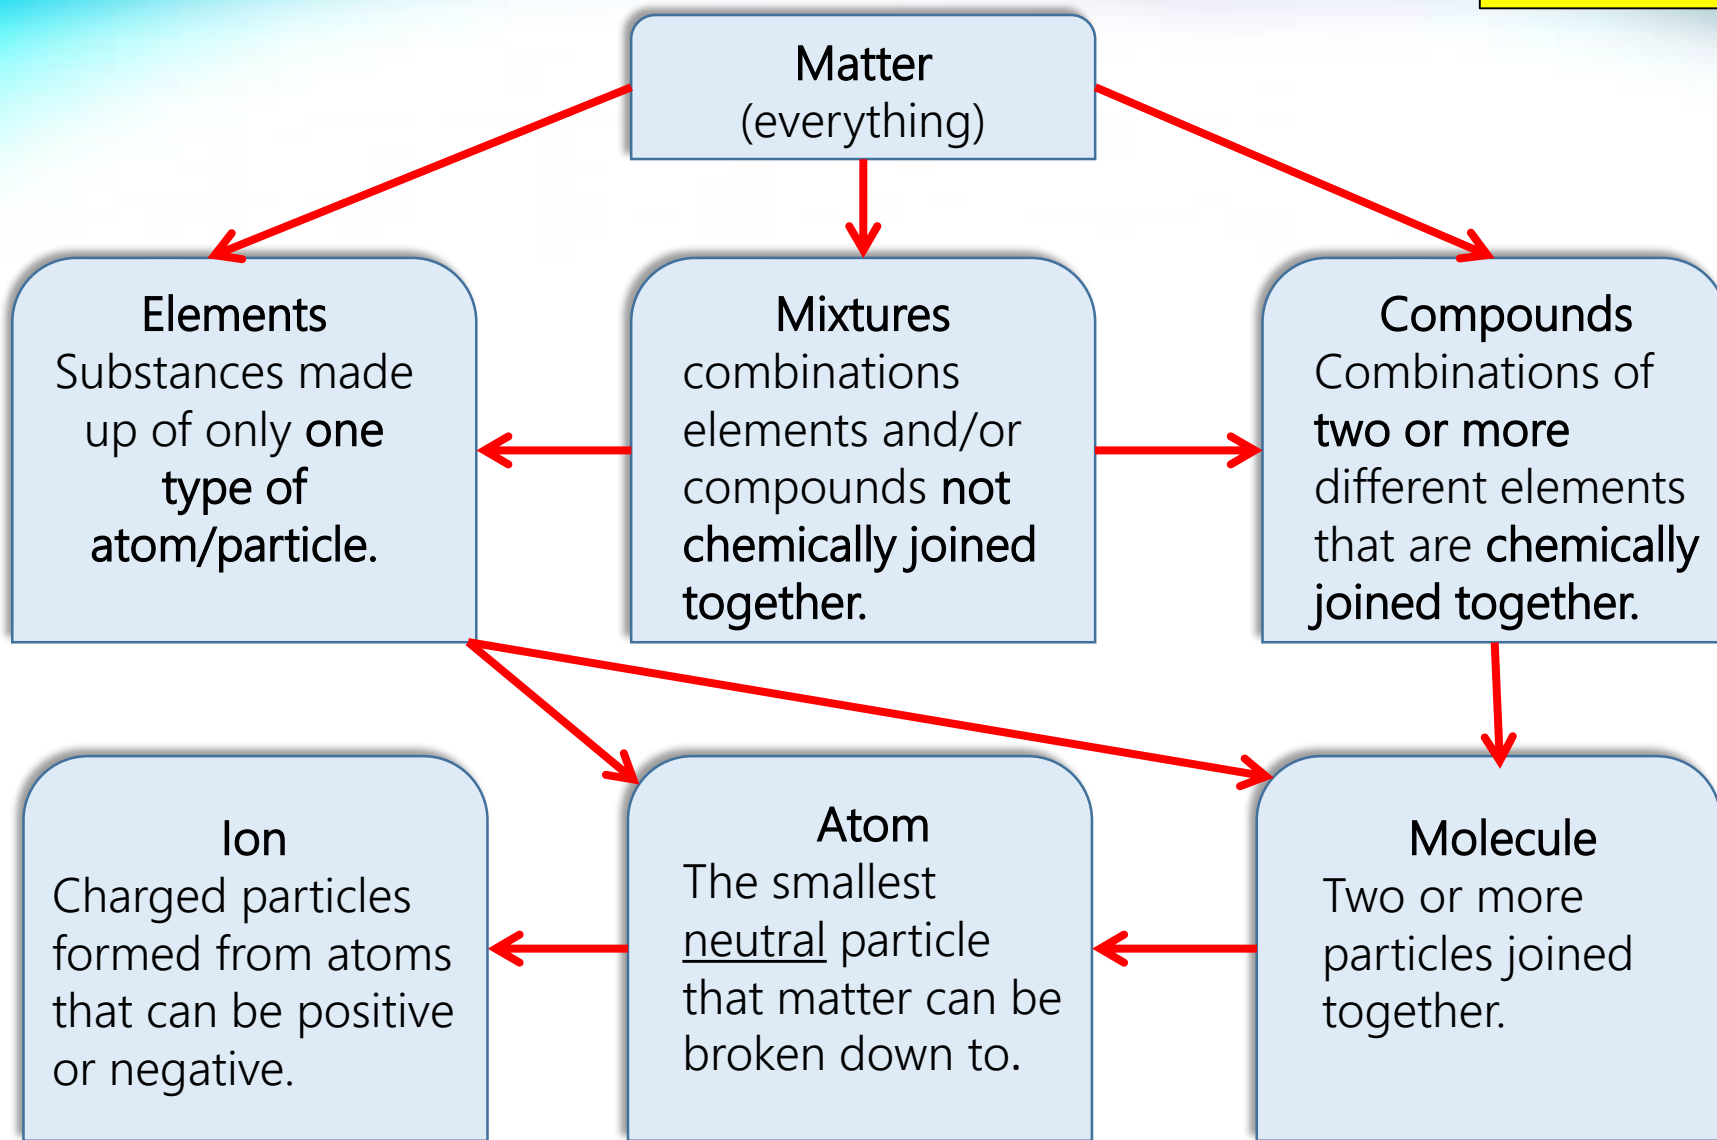 Matter
(everything)
Elements
Substances made
up of only one
type of
atom/particle.
Mixtures
combinations
elements and/or
compounds not
chemically joined
together.
Compounds
Combinations of
two or more
different elements
that are chemically
joined together.
Ion
Charged particles
formed from atoms
that can be positive
or negative.
Atom
The smallest
neutral particle
that matter can be
broken down to.
Molecule
Two or more
particles joined
together.